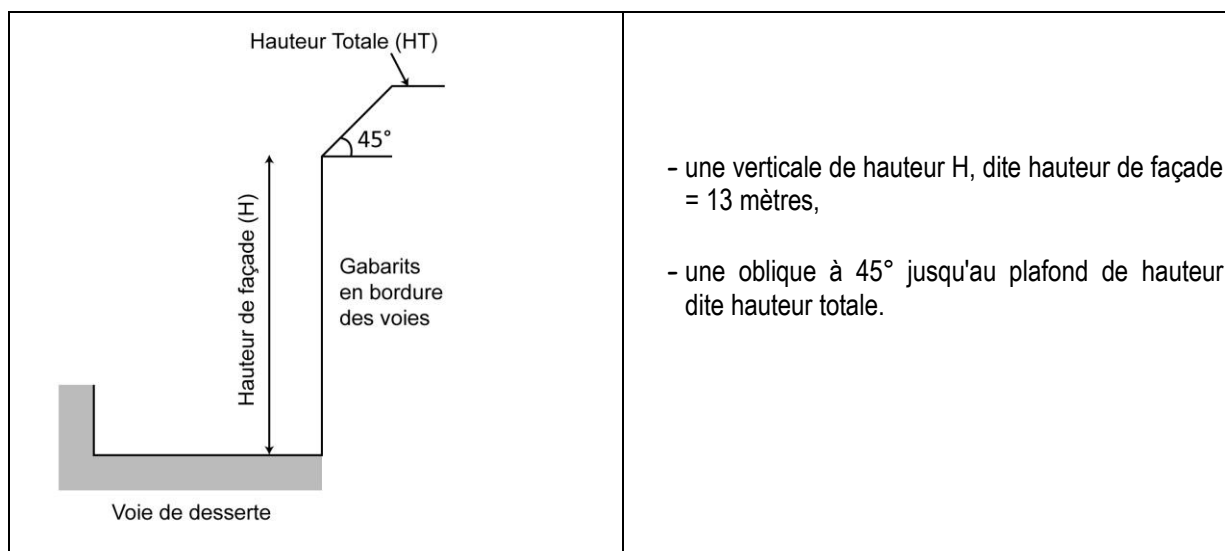 Hauteur Totale (HT)
45°
Hauteur de façade (H)
Gabarits
en bordure
des voies
Voie de desserte
- une verticale de hauteur H, dite hauteur de façade
= 13 mètres,
- une oblique à 45° jusqu'au plafond de hauteur
dite hauteur totale.